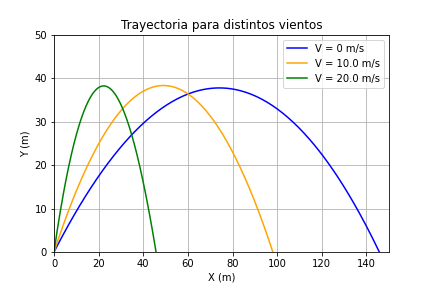 Trayectoria para distintos vientos
V = 0 m/s
V = 10.0 m/s
V = 20.0 m/s
Y (m)
50
40
30
20
10
0
0 20 40 60 80 100 120 140
X (m)